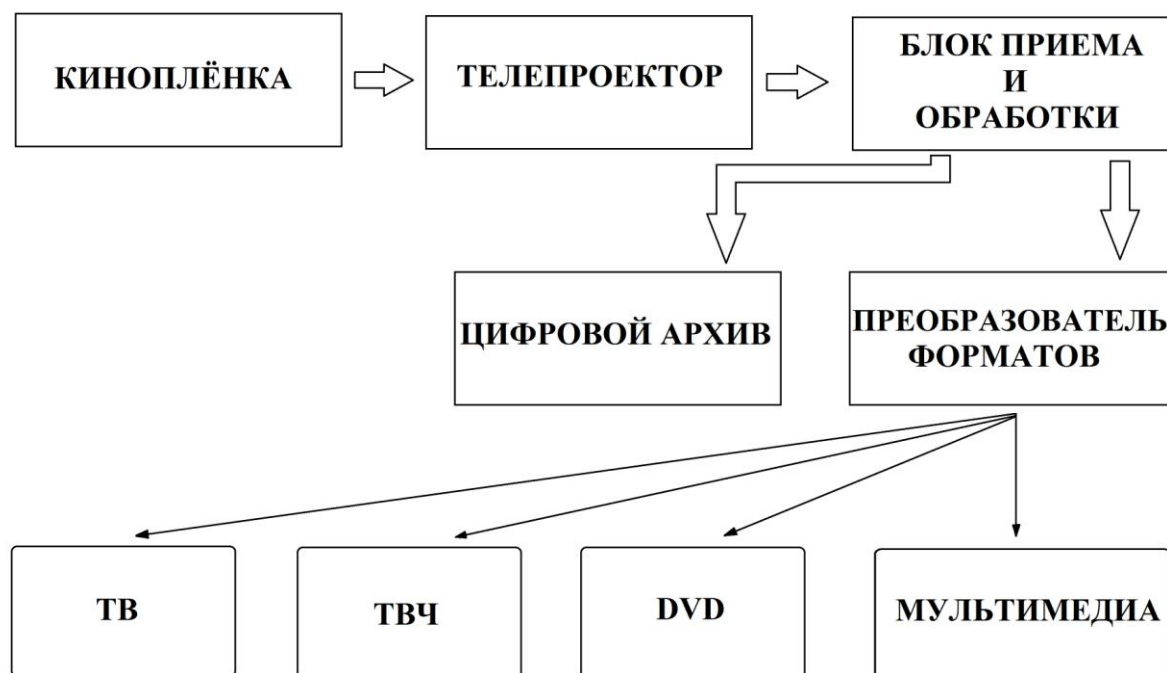 КИНОПЛЁНКА
ТЕЛЕПРОЕКТОР
БЛОК ПРИЕМА
И
ОБРАБОТКИ
ЦИФРОВОЙ АРХИВ
ПРЕОБРАЗОВАТЕЛЬ
ФОРМАТОВ
ТВ
ТВЧ
DVD
МУЛЬТИМЕДИА